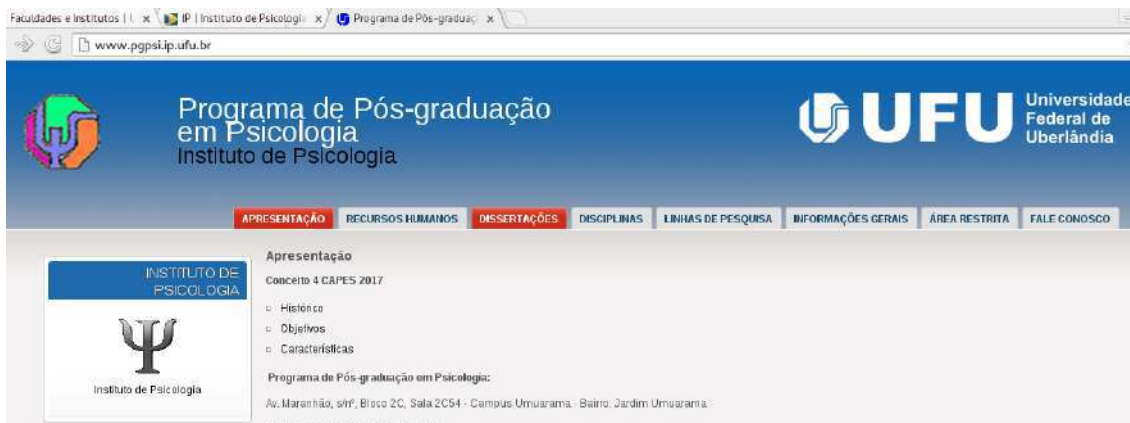 Faculdades e Institutos | IP | Instituto de Psicologi Programa de Pós-graduaç
www.pgpsi.ip.ufu.br
Programa de Pós-graduação
em Psicologia
Instituto de Psicologia
UFU
Universidade
Federal de
Uberlândia
APRESENTAÇÃO RECURSOS HUMANOS DISSERTAÇÕES DISCIPLINAS LINHAS DE PESQUISA INFORMAÇÕES GERAIS ÁREA RESTRITA FALE CONOSCO
INSTITUTO DE
PSICOLOGIA
Ψ
Instituto de Psicologia
Apresentação
Conceito 4 CAPES 2017
Histórico
Objetivos
Características
Programa de Pós-graduação em Psicologia:
Av. Maranhão, s/nº, Bloco 2C, Sala 2C54 - Campus Umuarama - Bairro: Jardim Umuarama